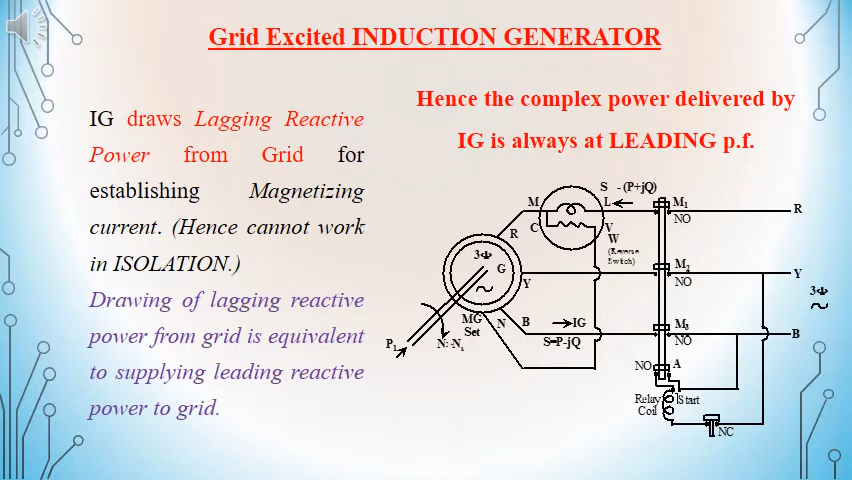 Grid Excited INDUCTION GENERATOR
IG draws Lagging Reactive
Power from Grid for
establishing Magnetizing
current. (Hence cannot work
in ISOLATION.)
Drawing of lagging reactive
power from grid is equivalent
to supplying leading reactive
power to grid.
Hence the complex power delivered by
IG is always at LEADING p.f.
S - (P+jQ)
M L M₁ R
NO
C V
R W
(Reverse
Switch)
3Φ
G
M₂ Y
Y NO
3Φ
MG
Set
N B IG M₃ B
S=P-jQ NO
P₁
NO A
Relay
Coil
Start
NC